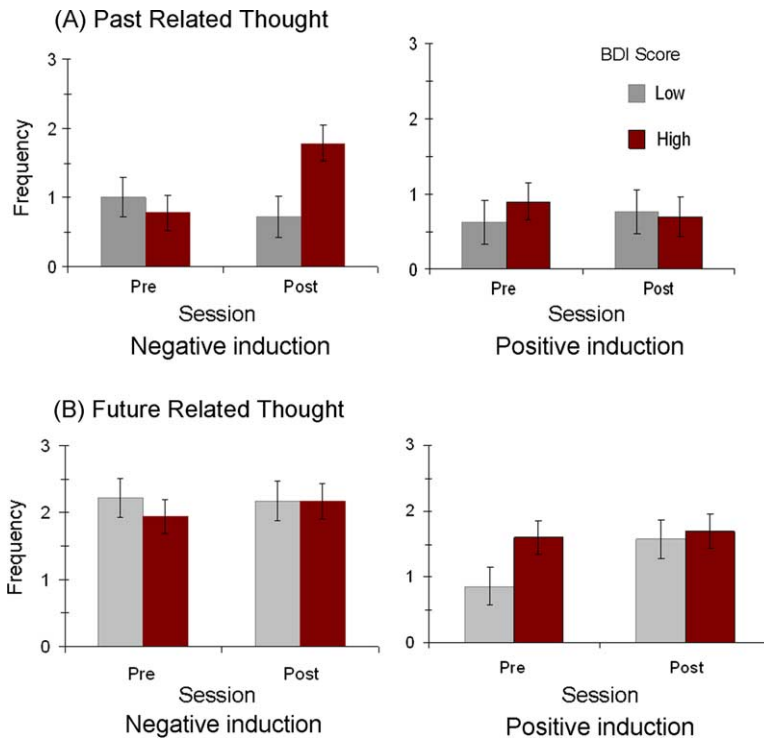 (A) Past Related Thought
3
2
1
0
Frequency
Pre
Post
Session
Negative induction
3
2
1
0
BDI Score
Low
High
Pre
Post
Session
Positive induction
(B) Future Related Thought
3
2
1
0
Frequency
Pre
Post
Session
Negative induction
3
2
1
0
Pre
Post
Session
Positive induction